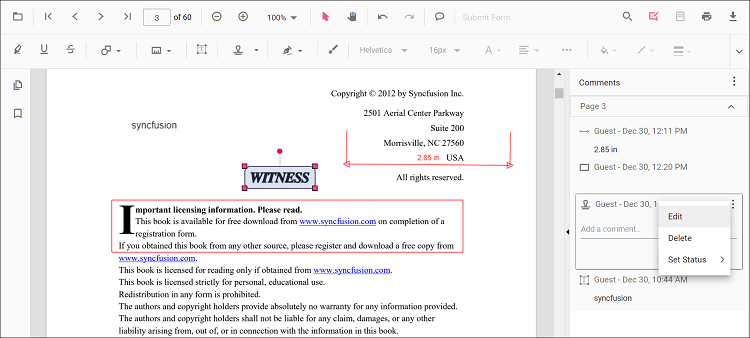 3 of 60
100%
Submit Form
Helvetica
16px
Copyright © 2012 by Syncfusion Inc.
2501 Aerial Center Parkway
Suite 200
Morrisville, NC 27560
2.85 in USA
All rights reserved.
syncfusion
WITNESS
Important licensing information. Please read.
This book is available for free download from www.syncfusion.com on completion of a
registration form.
If you obtained this book from any other source, please register and download a free copy from
www.syncfusion.com.
This book is licensed for reading only if obtained from www.syncfusion.com.
This book is licensed strictly for personal, educational use.
Redistribution in any form is prohibited.
The authors and copyright holders provide absolutely no warranty for any information provided.
The authors and copyright holders shall not be liable for any claim, damages, or any other
liability arising from, out of, or in connection with the information in this book.
Comments
Page 3
Guest - Dec 30, 12:11 PM
2.85 in
Guest - Dec 30, 12:20 PM
Guest - Dec 30, 1
Add a comment..
Edit
Delete
Set Status
Guest - Dec 30, 10:44 AM
syncfusion